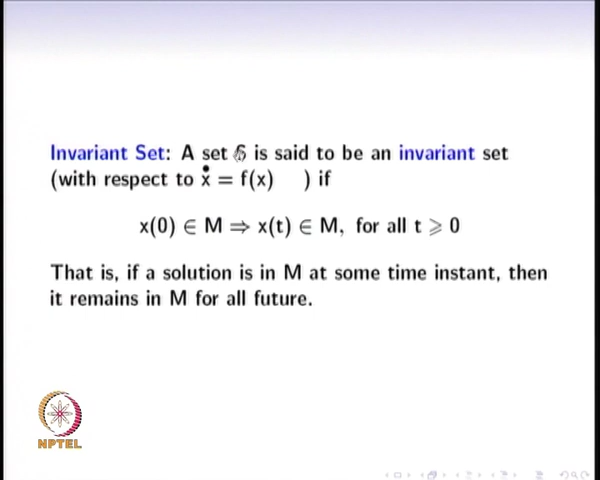 Invariant Set: A set is said to be an invariant set
(with respect to ẋ = f(x) ) if
x(0) ∈ M ⇒ x(t) ∈ M, for all t ⩾ 0
That is, if a solution is in M at some time instant, then
it remains in M for all future.
NPTEL